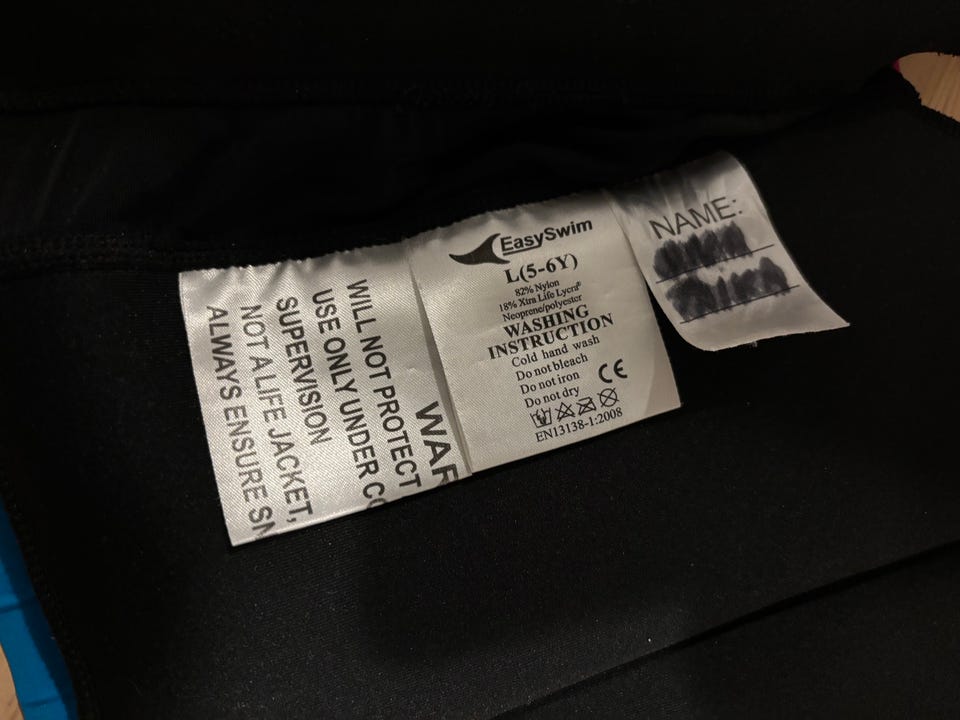 WAR
WILL NOT PROTECT
USE ONLY UNDER CO
SUPERVISION
NOT A LIFE JACKET,
ALWAYS ENSURE SN
EasySwim
L(5-6Y)
82% Nylon
18% Xtra Life Lycra®
Neoprene/polyester
WASHING
INSTRUCTION
Cold hand wash
Do not bleach
Do not iron
Do not dry
CE
EN13138-1:2008
NAME: